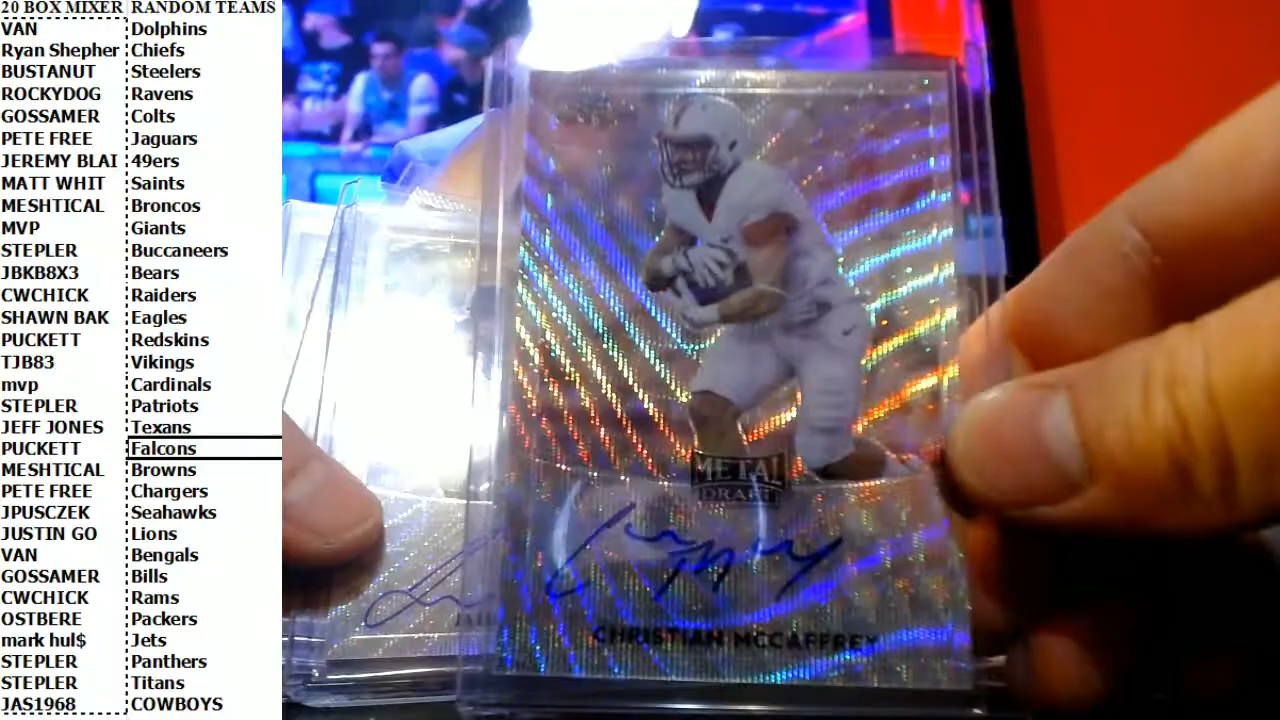 20 BOX MIXER RANDOM TEAMS
VAN Dolphins
Ryan Shepher Chiefs
BUSTANUT Steelers
ROCKYDOG Ravens
GOSSAMER Colts
PETE FREE Jaguars
JEREMY BLAI 49ers
MATT WHIT Saints
MESHTICAL Broncos
MVP Giants
STEPLER Buccaneers
JBKB8X3 Bears
CWCHICK Raiders
SHAWN BAK Eagles
PUCKETT Redskins
TJB83 Vikings
mvp Cardinals
STEPLER Patriots
JEFF JONES Texans
PUCKETT Falcons
MESHTICAL Browns
PETE FREE Chargers
JPUSCZEK Seahawks
JUSTIN GO Lions
VAN Bengals
GOSSAMER Bills
CWCHICK Rams
OSTBERE Packers
mark hul$ Jets
STEPLER Panthers
STEPLER Titans
JAS1968 COWBOYS
METAL
DRAFT
CHRISTIAN MCCAFFREY